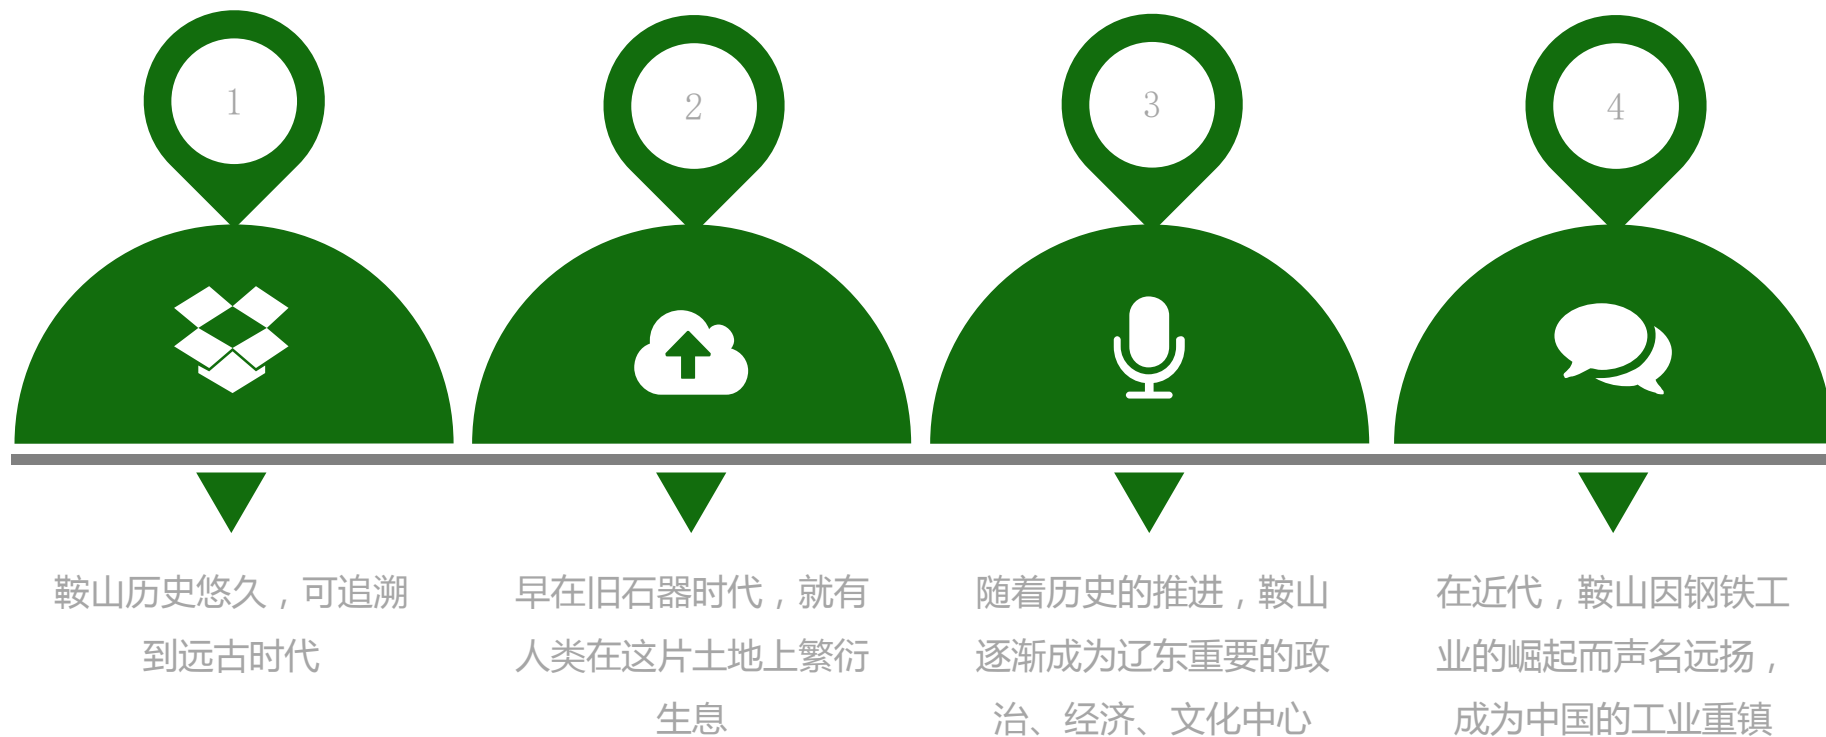 1
2
3
4
鞍山历史悠久，可追溯
到远古时代
早在旧石器时代，就有
人类在这片土地上繁衍
生息
随着历史的推进，鞍山
逐渐成为辽东重要的政
治、经济、文化中心
在近代，鞍山因钢铁工
业的崛起而声名远扬，
成为中国的工业重镇